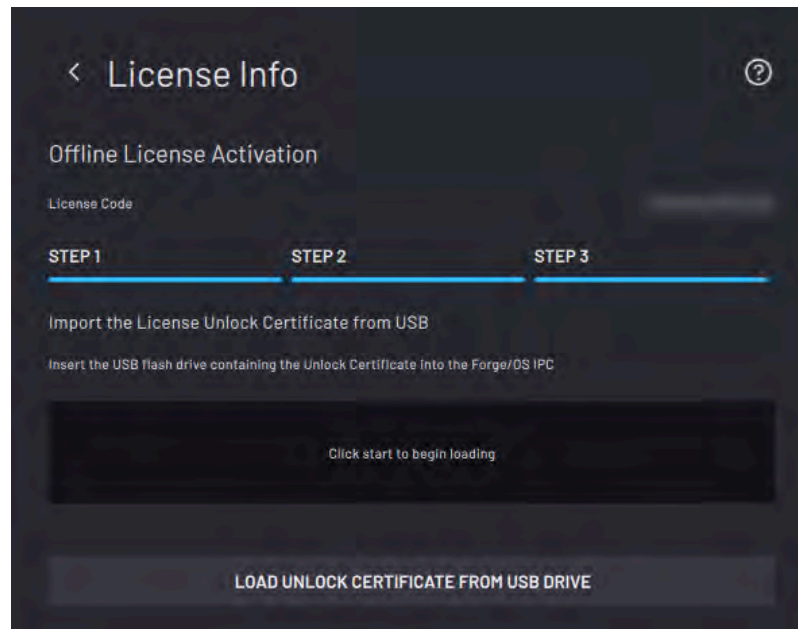 License Info
Offline License Activation
License Code
STEP 1 STEP 2 STEP 3
Import the License Unlock Certificate from USB
Insert the USB flash drive containing the Unlock Certificate into the Forge/OS IPC
Click start to begin loading
LOAD UNLOCK CERTIFICATE FROM USB DRIVE